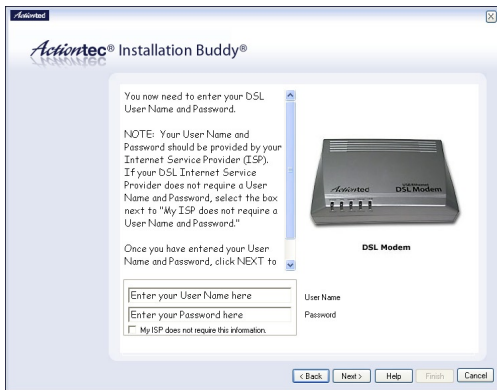 Actiontec
Actiontec® Installation Buddy®
You now need to enter your DSL
User Name and Password.
NOTE: Your User Name and
Password should be provided by your
Internet Service Provider (ISP).
If your DSL Internet Service
Provider does not require a User
Name and Password, select the box
next to "My ISP does not require a
User Name and Password."
Once you have entered your User
Name and Password, click NEXT to
Actiontec
DSL Modem
DSL Modem
Enter your User Name here
User Name
Enter your Password here
Password
My ISP does not require this information.
< Back
Next >
Help
Finish
Cancel